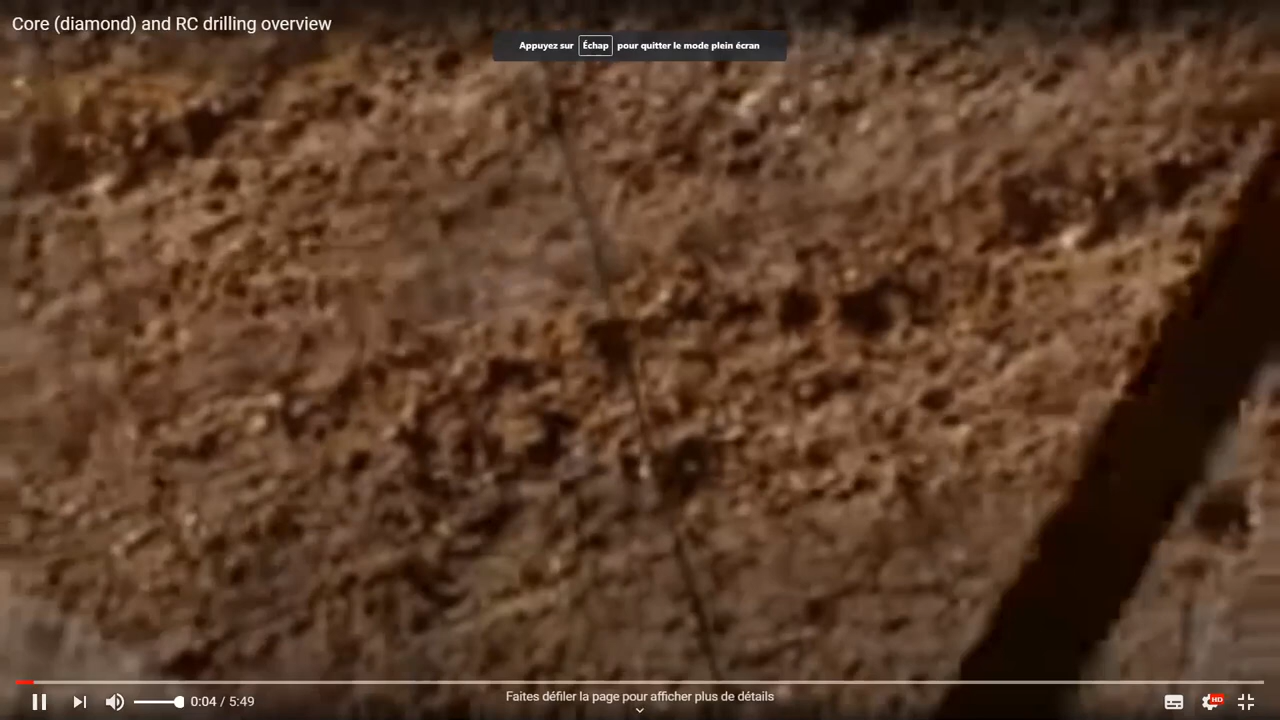 Core (diamond) and RC drilling overview
Appuyez sur Échap pour quitter le mode plein écran
Faites défiler la page pour afficher plus de détails
0:04 / 5:49
HD